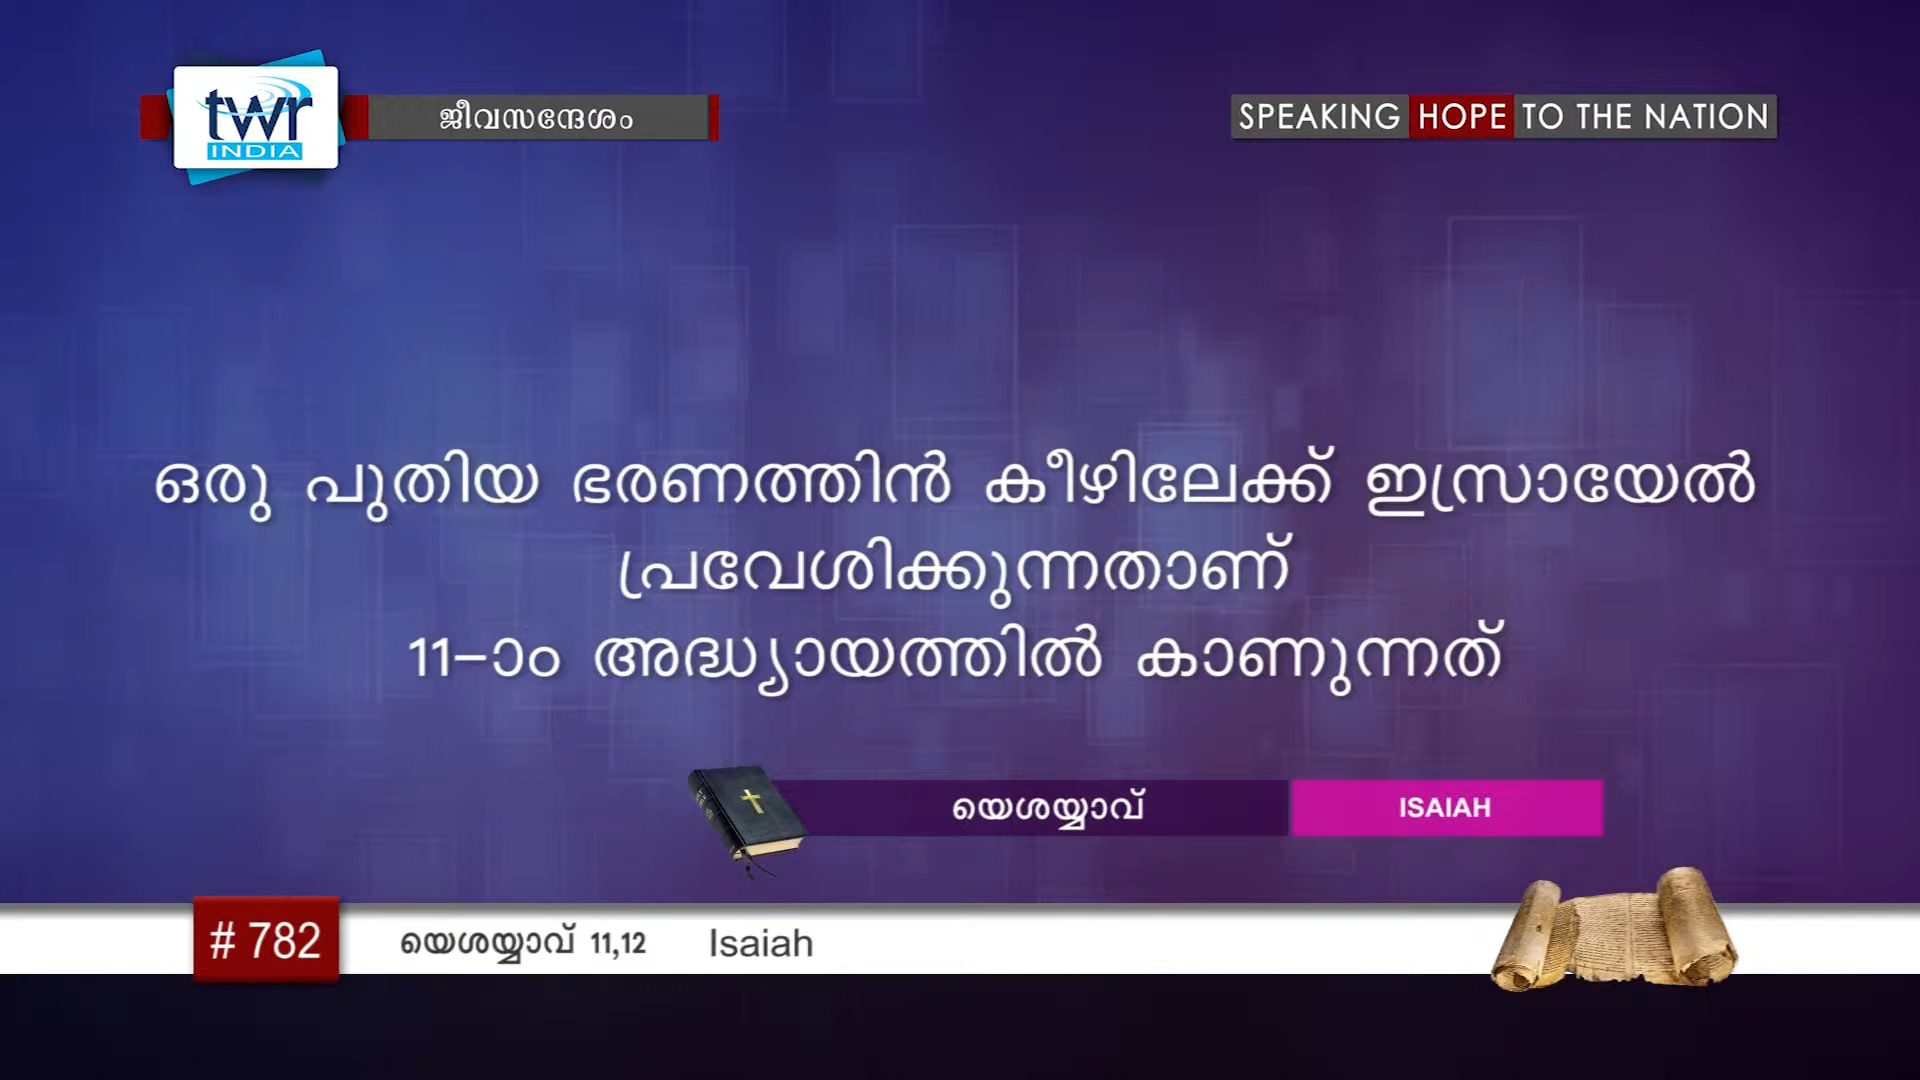 twr
INDIA
ജീവസന്ദേശം
SPEAKING HOPE TO THE NATION
ഒരു പുതിയ ഭരണത്തിൻ കീഴിലേക്ക് ഇസ്രായേൽ
പ്രവേശിക്കുന്നതാണ്
11-ാം അദ്ധ്യായത്തിൽ കാണുന്നത്
യെശയ്യാവ്
ISAIAH
# 782
യെശയ്യാവ് 11,12 Isaiah